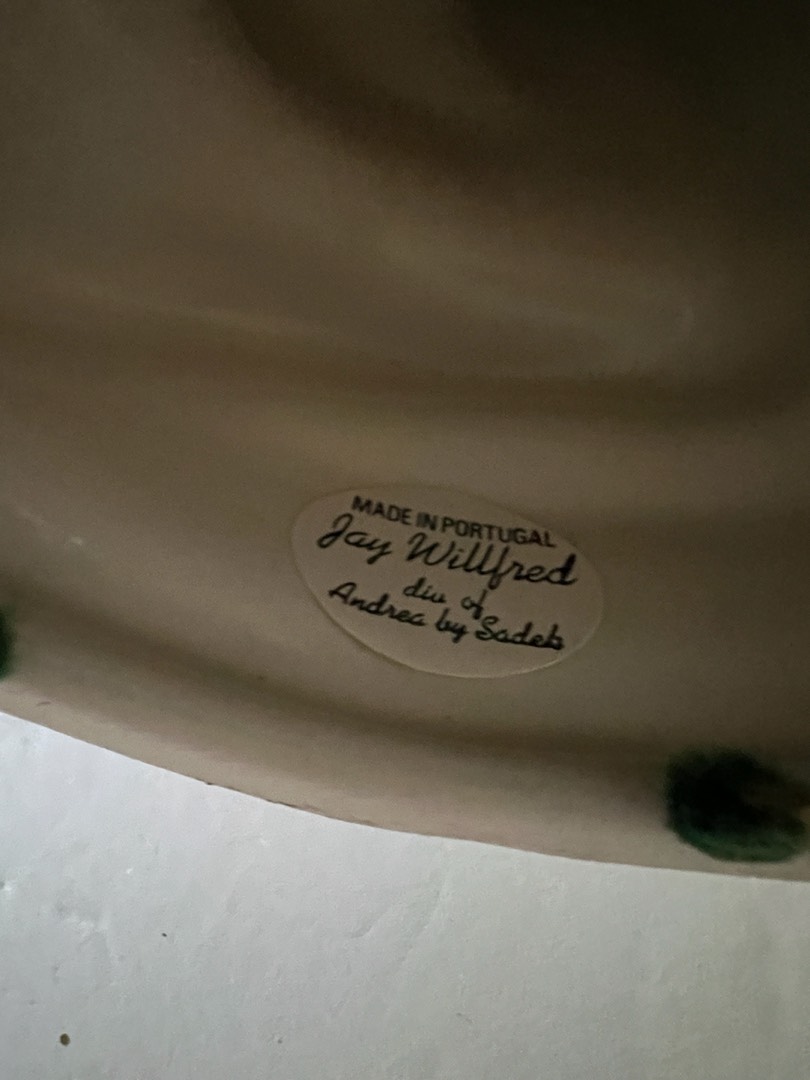 MADE IN PORTUGAL
Jay Willfred
div of
Andrea by Sadek